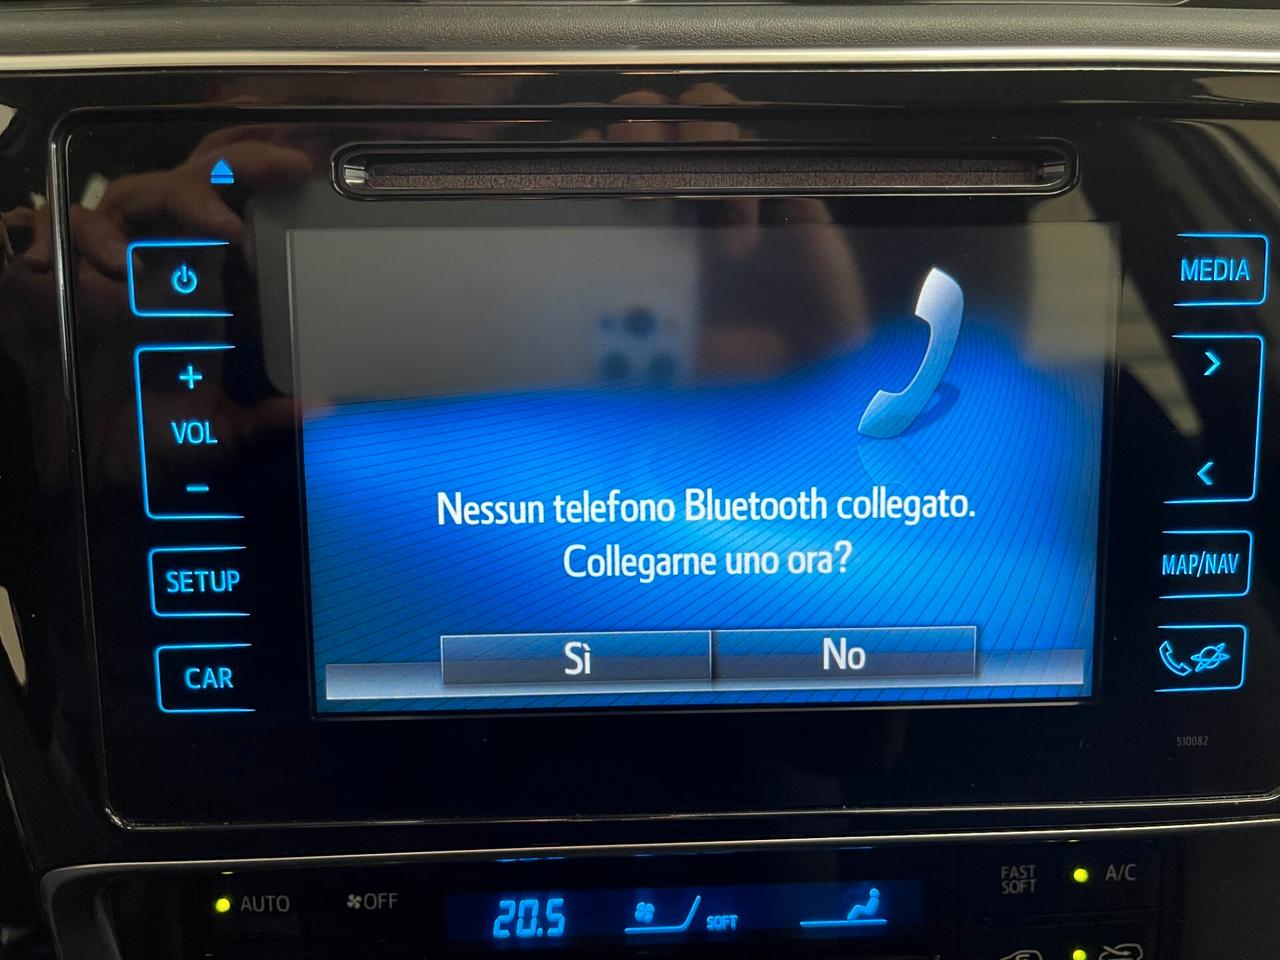 MEDIA
VOL
Nessun telefono Bluetooth collegato.
Collegarne uno ora?
SETUP
MAP/NAV
Sì
No
CAR
510082
AUTO
OFF
20.5
SOFT
FAST
SOFT
A/C